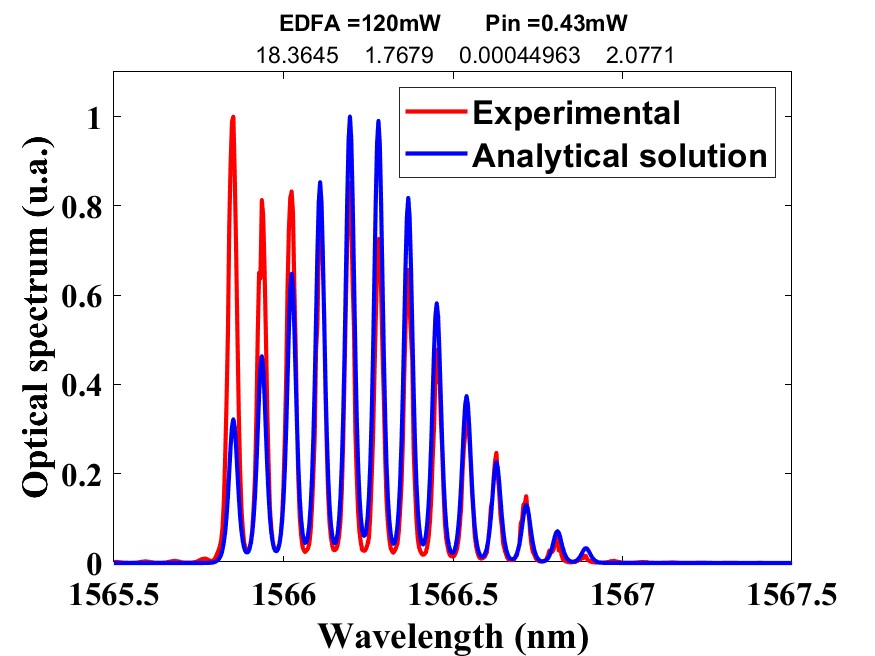 EDFA =120mW Pin =0.43mW
18.3645 1.7679 0.00044963 2.0771
Experimental
Analytical solution
Optical spectrum (u.a.)
1
0.8
0.6
0.4
0.2
0
1565.5 1566 1566.5 1567 1567.5
Wavelength (nm)